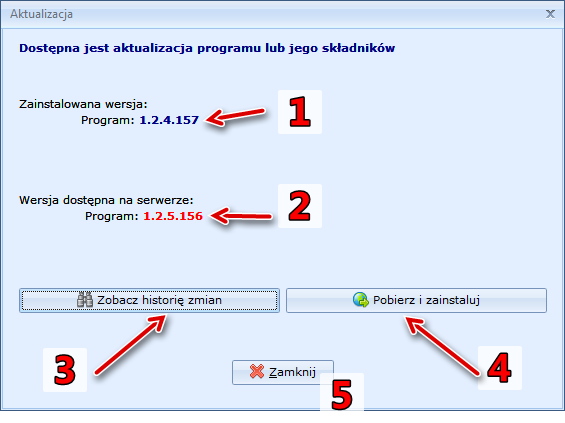 Aktualizacja
Dostępna jest aktualizacja programu lub jego składników
Zainstalowana wersja:
Program: 1.2.4.157
1
Wersja dostępna na serwerze:
Program: 1.2.5.156
2
Zobacz historię zmian
Pobierz i zainstaluj
3
4
Zamknij
5